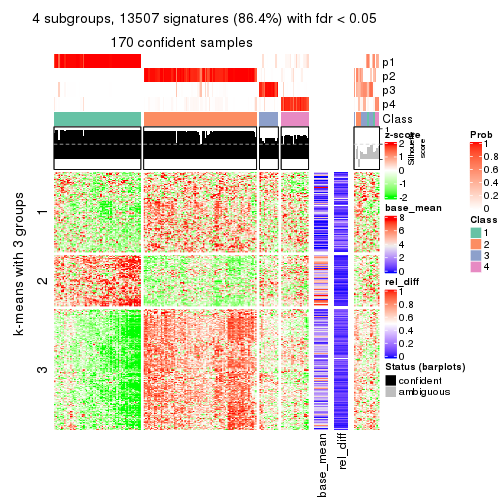 4 subgroups, 13507 signatures (86.4%) with fdr < 0.05
170 confident samples
p1
p2
p3
p4
Class
1
Silhouette
score
k-means with 3 groups
1
2
3
base_mean
rel_diff
z-score
2
1
0
-1
-2
base_mean
8
6
4
2
0
rel_diff
1
0.8
0.6
0.4
0.2
0
Status (barplots)
confident
ambiguous
Prob
1
0.8
0.6
0.4
0.2
0
Class
1
2
3
4